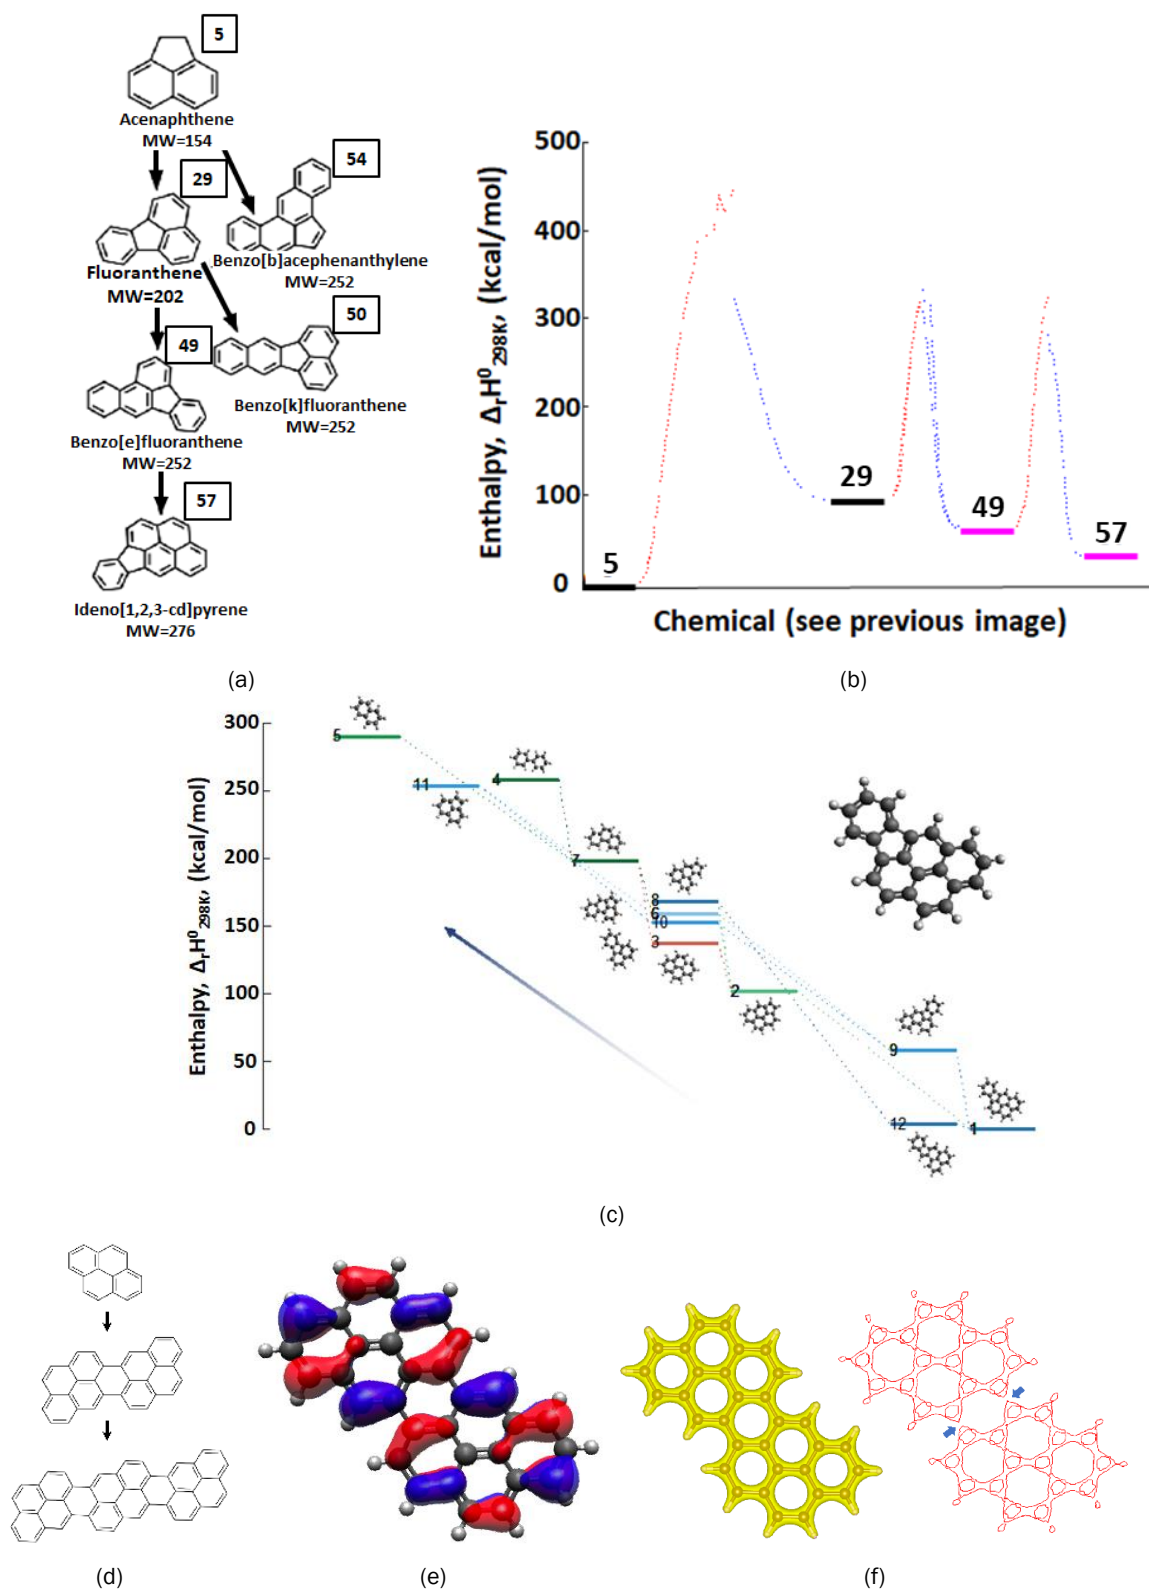 5
Acenaphthene
MW=154
29
54
Fluoranthene
MW=202
Benzo[b]acephenanthylene
MW=252
49
50
Benzo[k]fluoranthene
MW=252
Benzo[e]fluoranthene
MW=252
57
Ideno[1,2,3-cd]pyrene
MW=276
(a)
Enthalpy, ΔrH⁰298K, (kcal/mol)
500
400
300
200
100
0
5
29
49
57
Chemical (see previous image)
(b)
Enthalpy, ΔrH⁰298K, (kcal/mol)
300
250
200
150
100
50
0
5
11
4
7
8
6
10
3
2
9
12
1
(c)
(d)
(e)
(f)